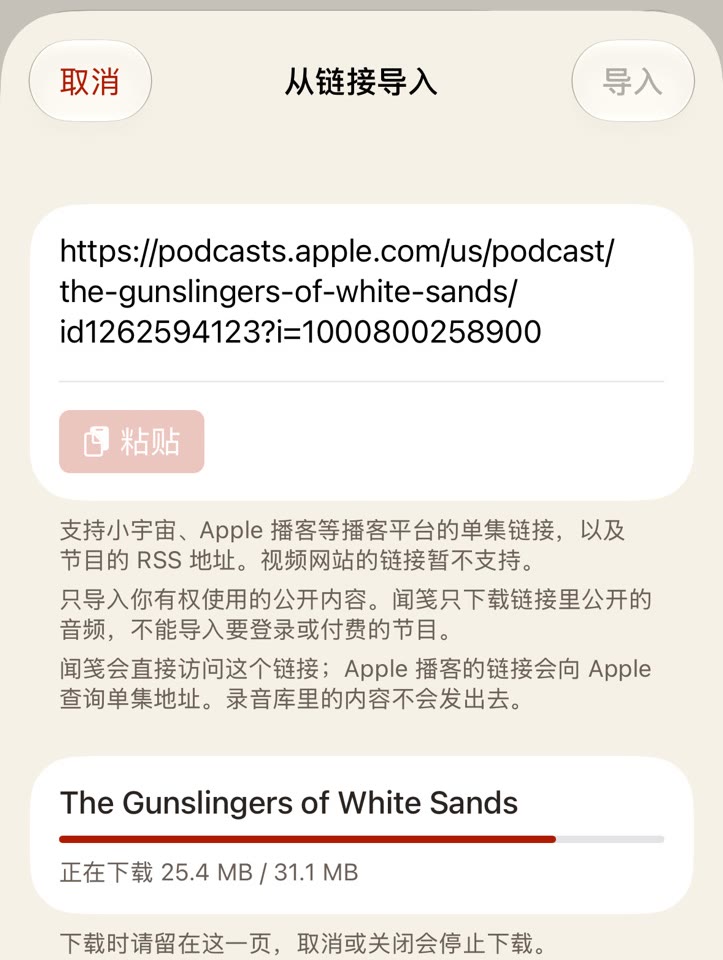 取消
从链接导入
导入
https://podcasts.apple.com/us/podcast/
the-gunslingers-of-white-sands/
id1262594123?i=1000800258900
粘贴
支持小宇宙、Apple 播客等播客平台的单集链接，以及
节目的 RSS 地址。视频网站的链接暂不支持。
只导入你有权使用的公开内容。闻笺只下载链接里公开的
音频，不能导入要登录或付费的节目。
闻笺会直接访问这个链接；Apple 播客的链接会向 Apple
查询单集地址。录音库里的内容不会发出去。
The Gunslingers of White Sands
正在下载 25.4 MB / 31.1 MB
下载时请留在这一页，取消或关闭会停止下载。